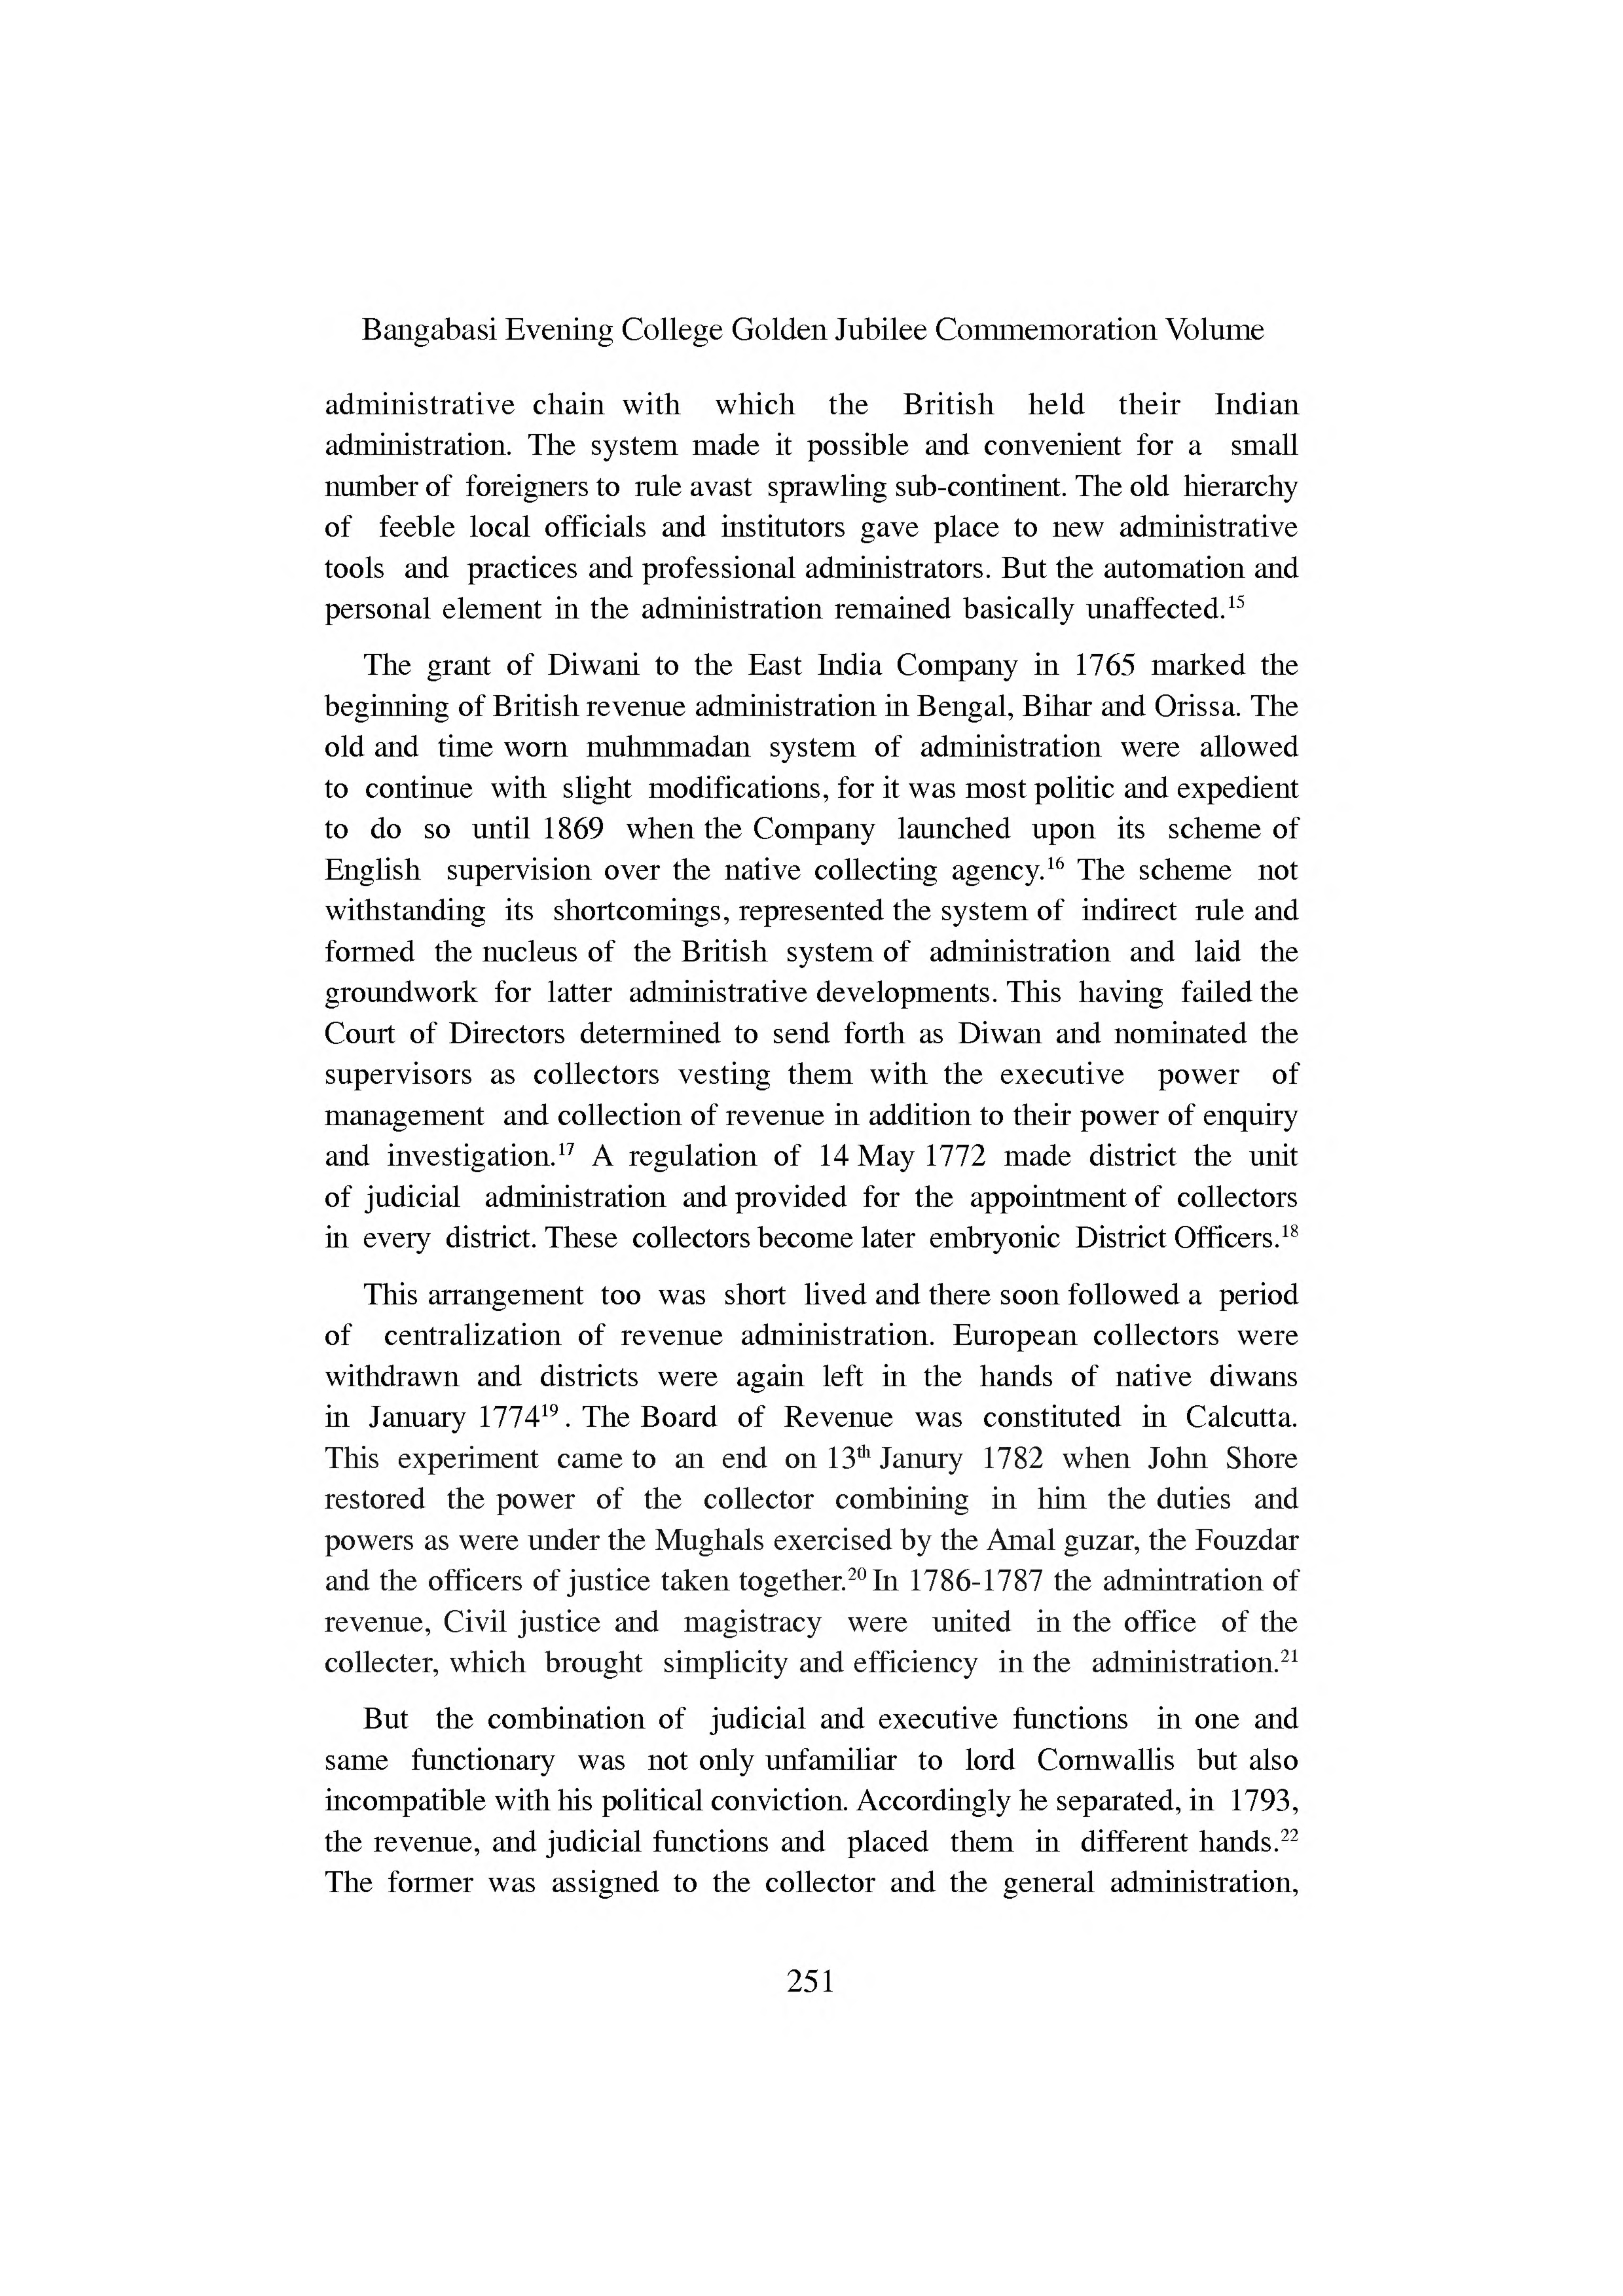 Bangabasi Evening College Golden Jubilee Commemoration Volume
administrative chain with which the British held their Indian
administration. The system made it possible and convenient for a small
number of foreigners to rule avast sprawling sub-continent. The old hierarchy
of feeble local officials and institutors gave place to new administrative
tools and practices and professional administrators. But the automation and
personal element in the administration remained basically unaffected.¹⁵
The grant of Diwani to the East India Company in 1765 marked the
beginning of British revenue administration in Bengal, Bihar and Orissa. The
old and time worn muhmmadan system of administration were allowed
to continue with slight modifications, for it was most politic and expedient
to do so until 1869 when the Company launched upon its scheme of
English supervision over the native collecting agency.¹⁶ The scheme not
withstanding its shortcomings, represented the system of indirect rule and
formed the nucleus of the British system of administration and laid the
groundwork for latter administrative developments. This having failed the
Court of Directors determined to send forth as Diwan and nominated the
supervisors as collectors vesting them with the executive power of
management and collection of revenue in addition to their power of enquiry
and investigation.¹⁷ A regulation of 14 May 1772 made district the unit
of judicial administration and provided for the appointment of collectors
in every district. These collectors become later embryonic District Officers.¹⁸
This arrangement too was short lived and there soon followed a period
of centralization of revenue administration. European collectors were
withdrawn and districts were again left in the hands of native diwans
in January 1774¹⁹. The Board of Revenue was constituted in Calcutta.
This experiment came to an end on 13ᵗʰ Janury 1782 when John Shore
restored the power of the collector combining in him the duties and
powers as were under the Mughals exercised by the Amal guzar, the Fouzdar
and the officers of justice taken together.²⁰ In 1786-1787 the admintration of
revenue, Civil justice and magistracy were united in the office of the
collecter, which brought simplicity and efficiency in the administration.²¹
But the combination of judicial and executive functions in one and
same functionary was not only unfamiliar to lord Cornwallis but also
incompatible with his political conviction. Accordingly he separated, in 1793,
the revenue, and judicial functions and placed them in different hands.²²
The former was assigned to the collector and the general administration,
251